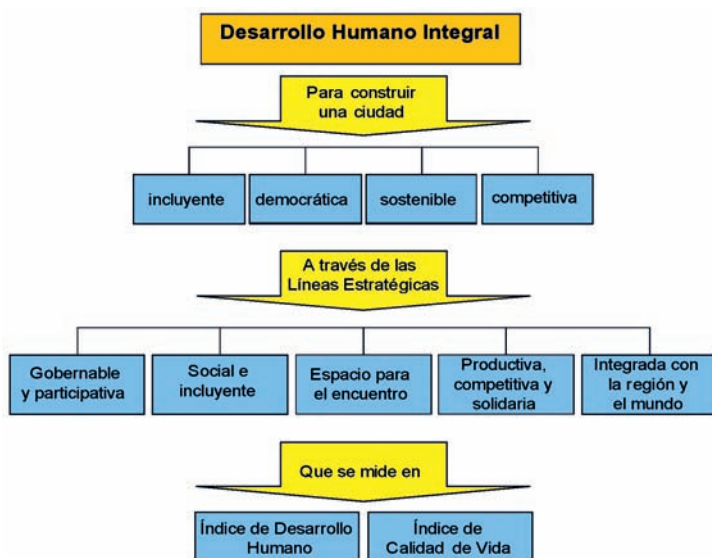 Desarrollo Humano Integral
Para construir
una ciudad
incluyente
democrática
sostenible
competitiva
A través de las
Líneas Estratégicas
Gobernable
y participativa
Social e
incluyente
Espacio para
el encuentro
Productiva,
competitiva y
solidaria
Integrada con
la región y
el mundo
Que se mide en
Índice de Desarrollo
Humano
Índice de
Calidad de Vida